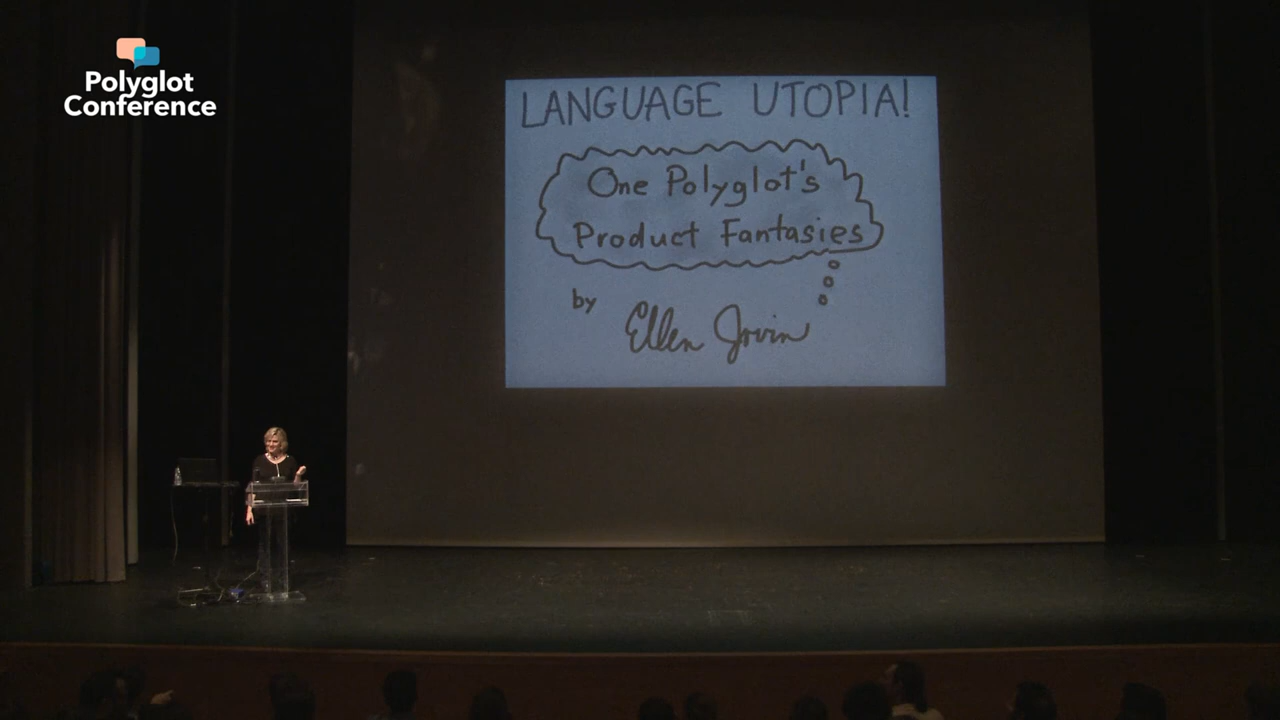 Polyglot
Conference
LANGUAGE UTOPIA!
One Polyglot's
Product Fantasies
by
Ellen Jovin